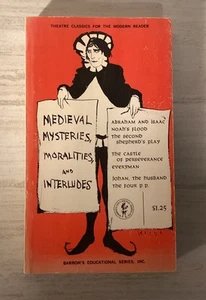 THEATRE CLASSICS FOR THE MODERN READER
MEDIEVAL
MYSTERIES,
MORALITIES,
AND
INTERLUDES
ABRAHAM AND ISAAC
NOAH'S FLOOD
THE SECOND
SHEPHERD'S PLAY
THE CASTLE
OF PERSEVERANCE
EVERYMAN
JOHAN, THE HUSBAND
THE FOUR P.P.
$1.25
BARRON'S EDUCATIONAL SERIES, INC.